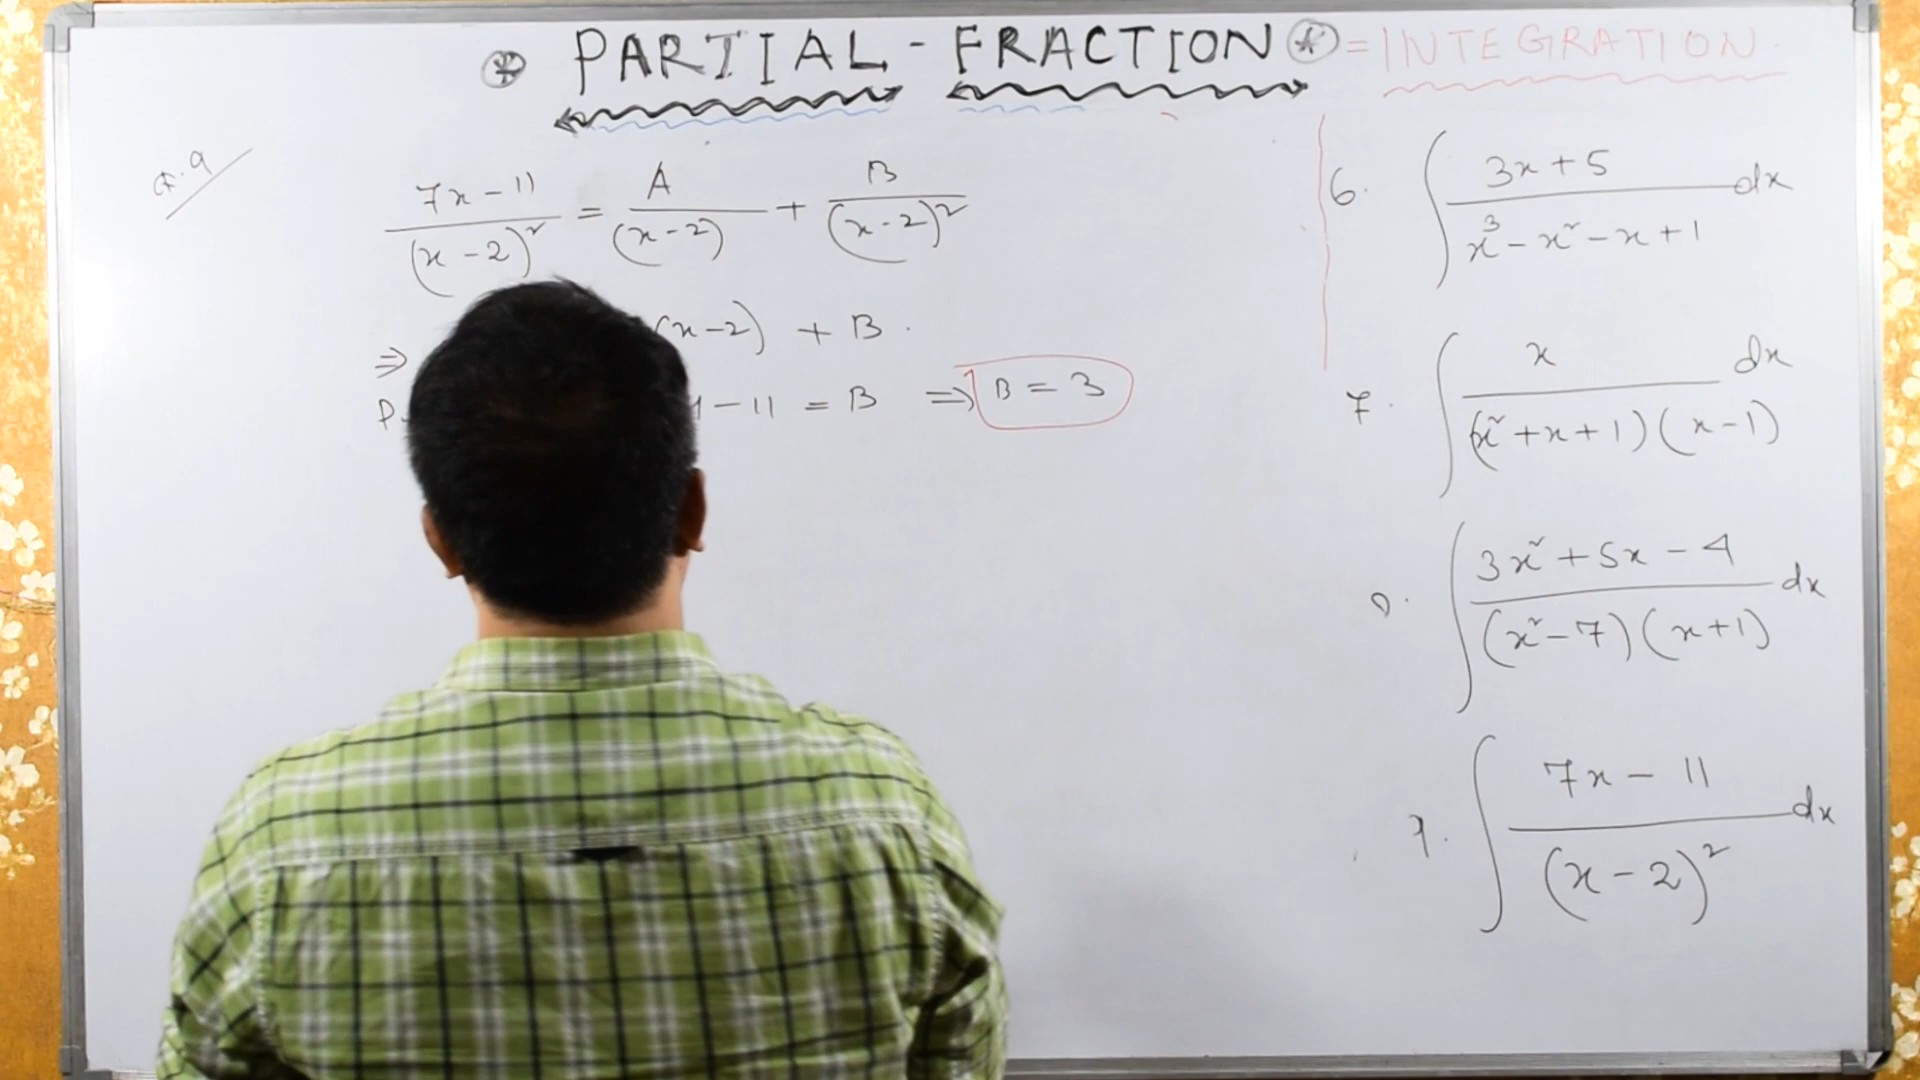 * PARTIAL - FRACTION * = INTEGRATION.
Q.9
7x - 11 / (x - 2)² = A / (x - 2) + B / (x - 2)²
⇒ (x - 2) + B .
- 11 = B ⇒ B = 3
6. ∫ 3x + 5 / x³ - x² - x + 1 dx
7. ∫ x dx / (x² + x + 1) (x - 1)
8. ∫ 3x² + 5x - 4 / (x² - 7) (x + 1) dx
9. ∫ 7x - 11 / (x - 2)² dx